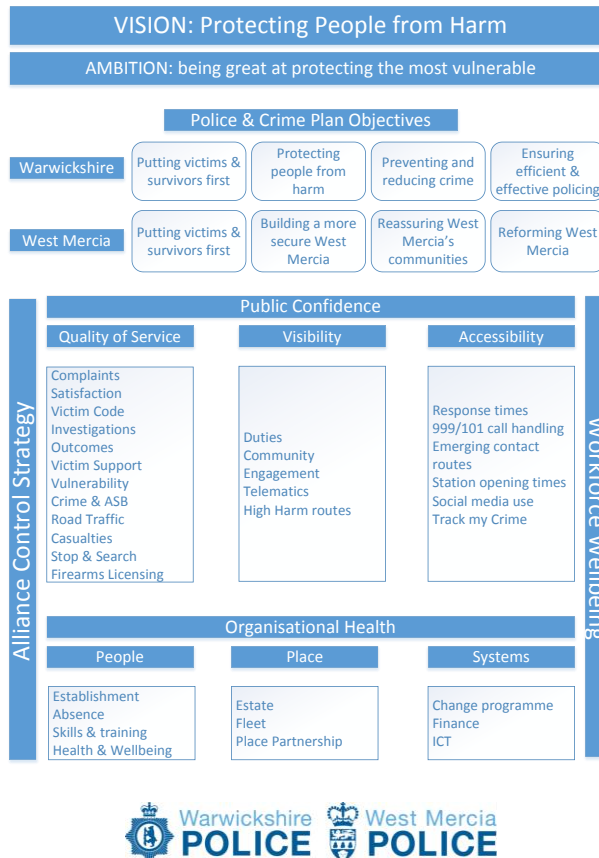 VISION: Protecting People from Harm
AMBITION: being great at protecting the most vulnerable
Police & Crime Plan Objectives
Warwickshire
Putting victims &
survivors first
Protecting
people from
harm
Preventing and
reducing crime
Ensuring
efficient &
effective policing
West Mercia
Putting victims &
survivors first
Building a more
secure West
Mercia
Reassuring West
Mercia's
communities
Reforming West
Mercia
Alliance Control Strategy
Public Confidence
Quality of Service
Complaints
Satisfaction
Victim Code
Investigations
Outcomes
Victim Support
Vulnerability
Crime & ASB
Road Traffic
Casualties
Stop & Search
Firearms Licensing
Visibility
Duties
Community
Engagement
Telematics
High Harm routes
Accessibility
Response times
999/101 call handling
Emerging contact
routes
Station opening times
Social media use
Track my Crime
Workforce Wellbeing
Organisational Health
People
Establishment
Absence
Skills & training
Health & Wellbeing
Place
Estate
Fleet
Place Partnership
Systems
Change programme
Finance
ICT
Warwickshire
POLICE
West Mercia
POLICE